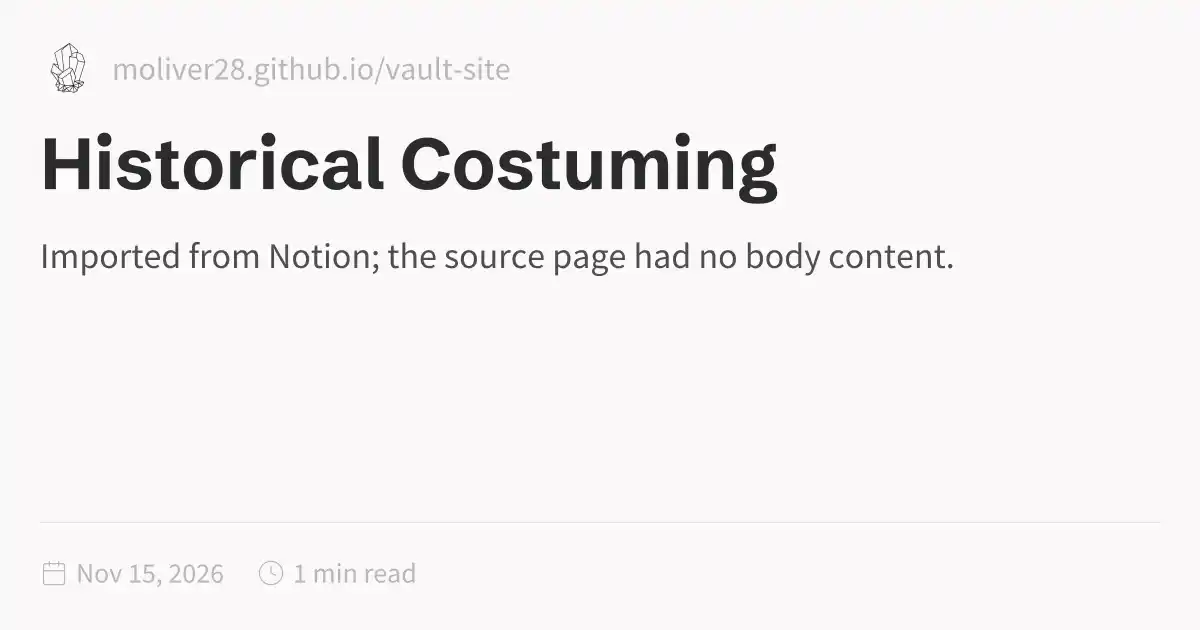 moliver28.github.io/vault-site
Historical Costuming
Imported from Notion; the source page had no body content.
Nov 15, 2026 1 min read